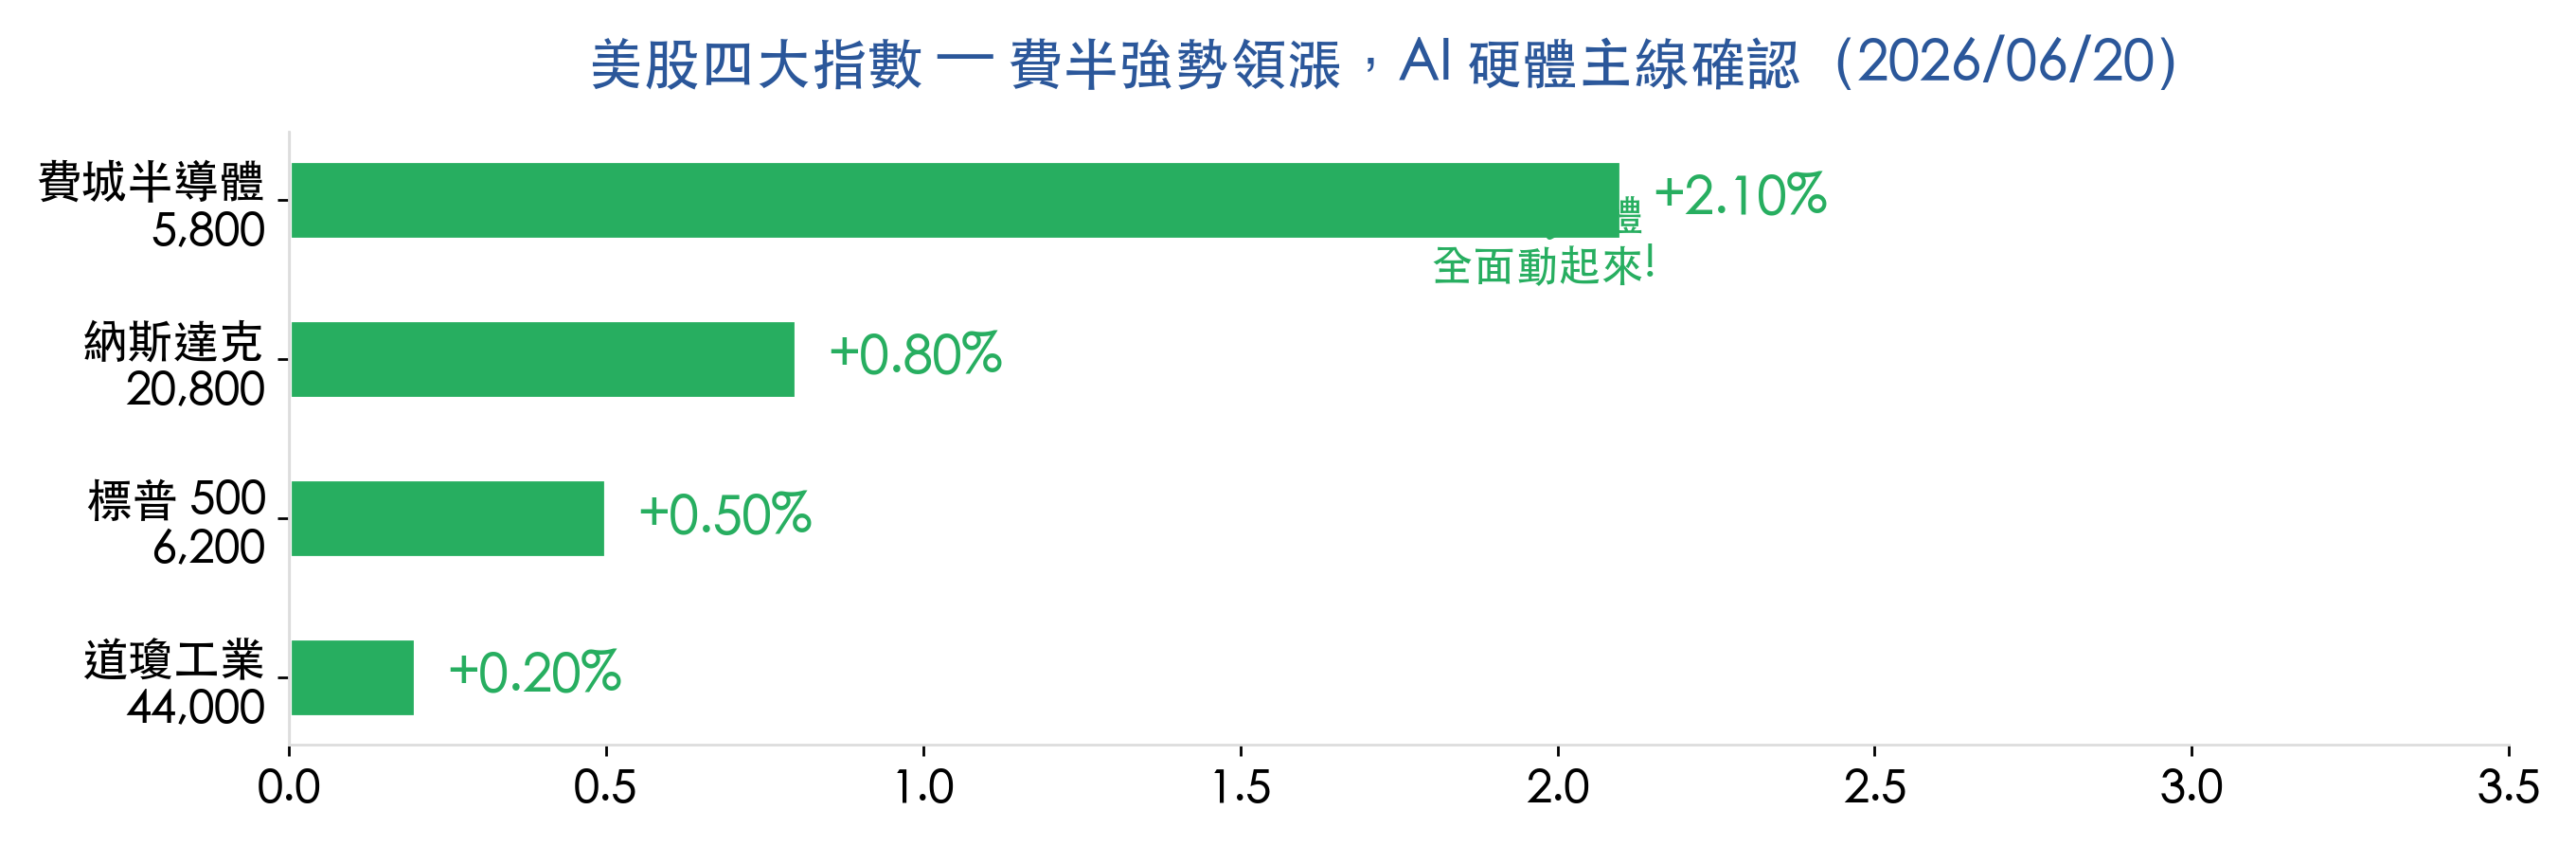 美股四大指數 — 費半強勢領漲，AI 硬體主線確認（2026/06/20）
費城半導體
5,800
+2.10%
體
全面動起來!
納斯達克
20,800
+0.80%
標普 500
6,200
+0.50%
道瓊工業
44,000
+0.20%
0.0 0.5 1.0 1.5 2.0 2.5 3.0 3.5